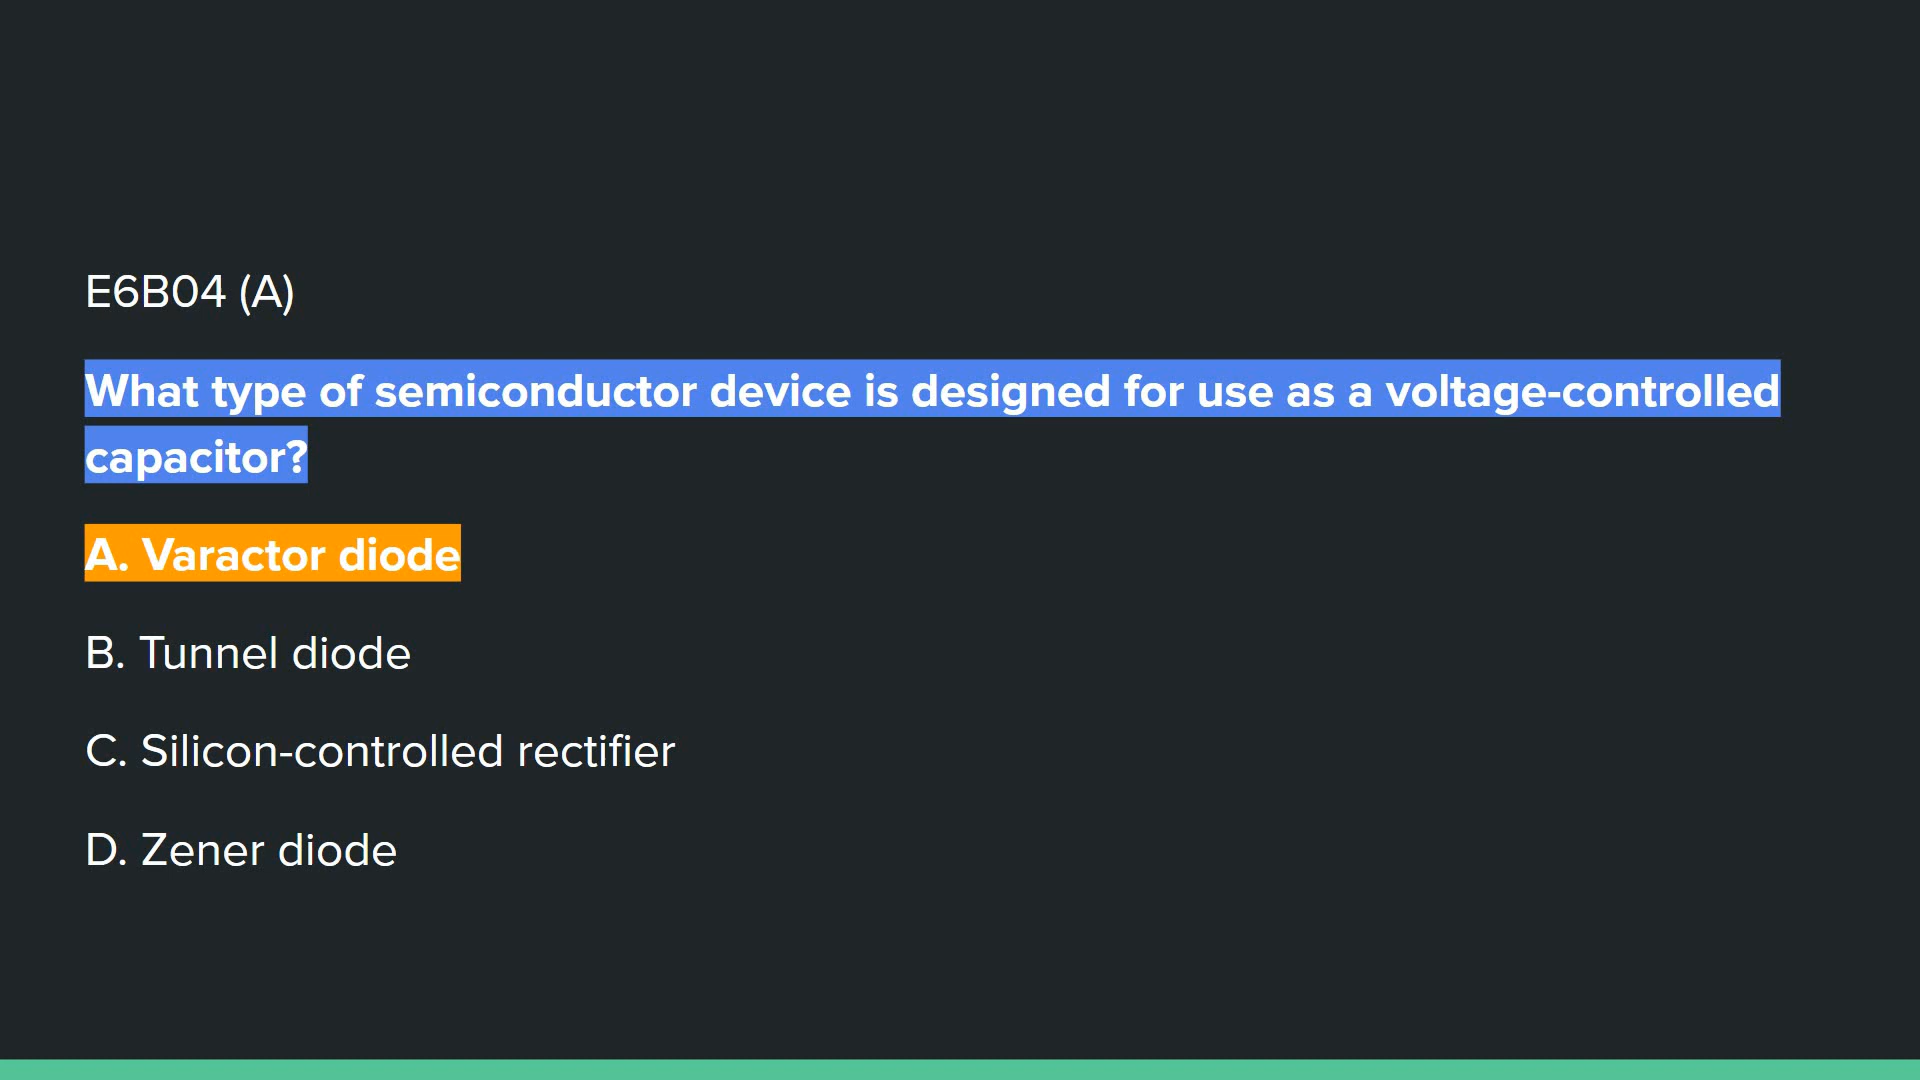 E6B04 (A)
What type of semiconductor device is designed for use as a voltage-controlled
capacitor?
A. Varactor diode
B. Tunnel diode
C. Silicon-controlled rectifier
D. Zener diode